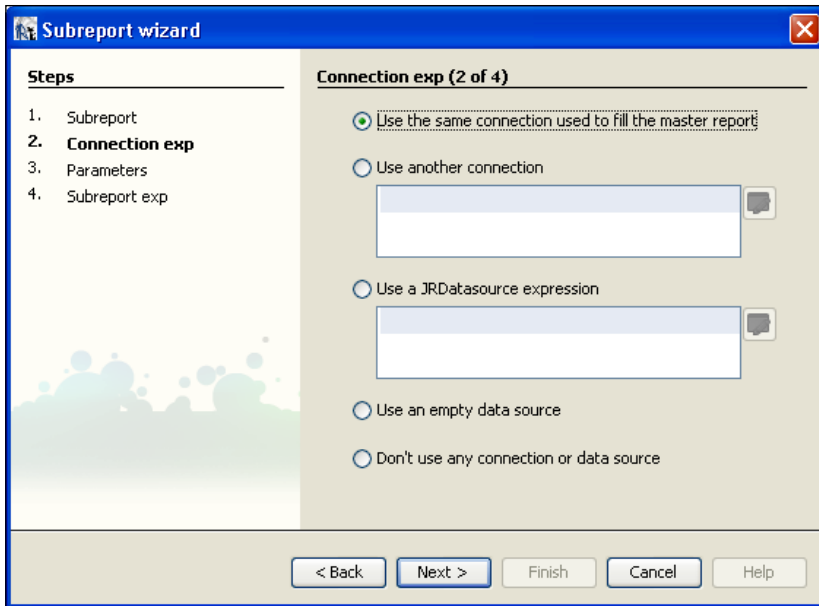 Subreport wizard
Steps
1. Subreport
2. Connection exp
3. Parameters
4. Subreport exp
Connection exp (2 of 4)
Use the same connection used to fill the master report
Use another connection
Use a JRDatasource expression
Use an empty data source
Don't use any connection or data source
< Back Next > Finish Cancel Help